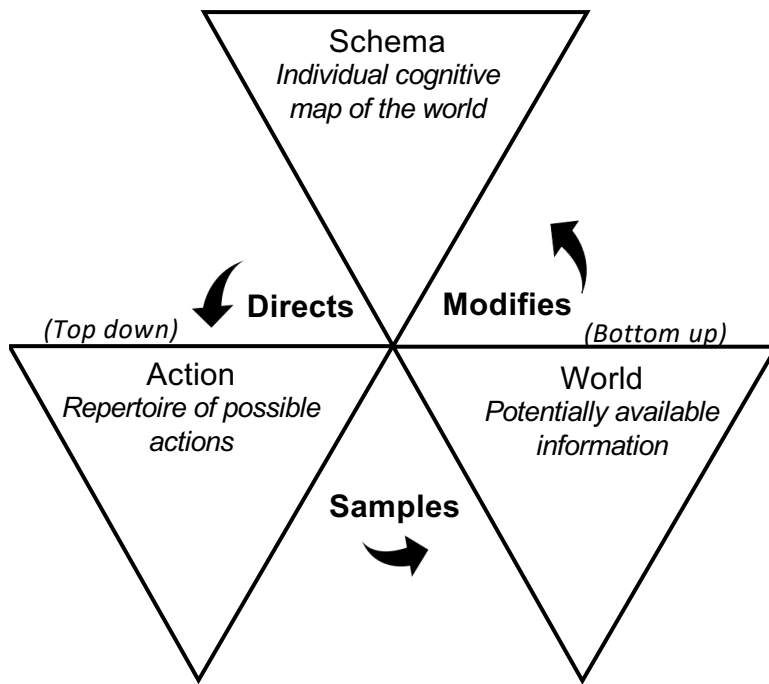 Schema
Individual cognitive
map of the world
Directs
Modifies
(Top down)
(Bottom up)
Action
Repertoire of possible
actions
World
Potentially available
information
Samples